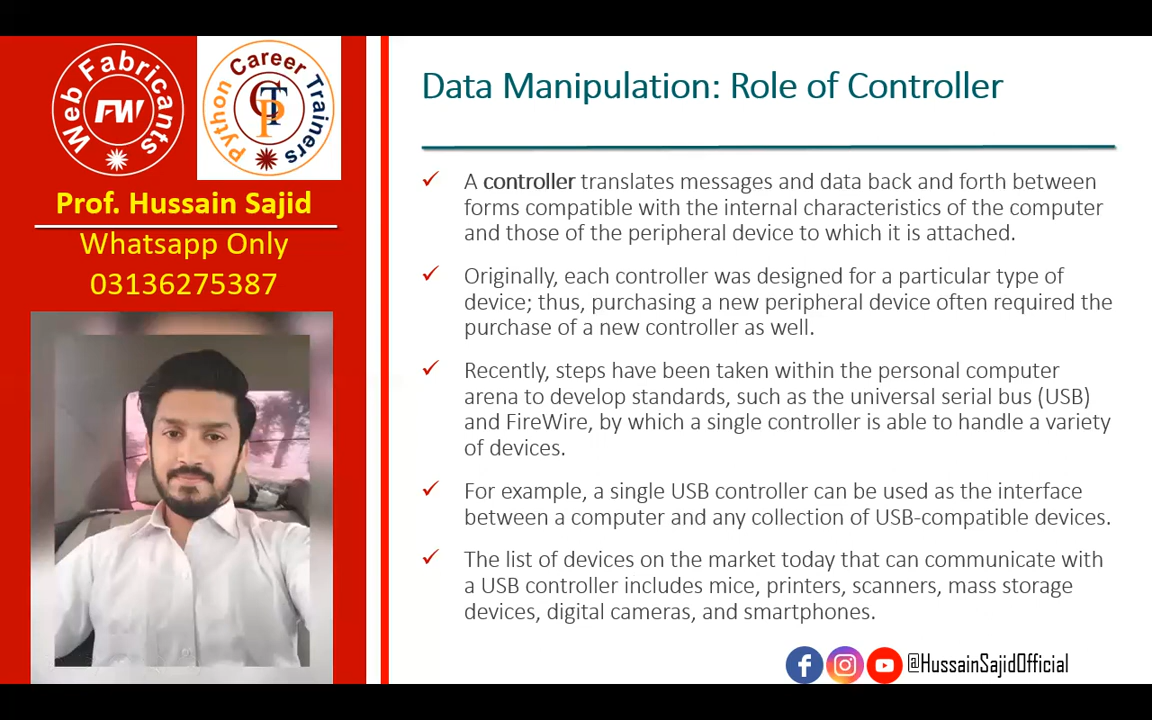 Web Fabricants
FW
Python Career Trainers
CTP
Prof. Hussain Sajid
Whatsapp Only
03136275387
Data Manipulation: Role of Controller
A controller translates messages and data back and forth between
forms compatible with the internal characteristics of the computer
and those of the peripheral device to which it is attached.
Originally, each controller was designed for a particular type of
device; thus, purchasing a new peripheral device often required the
purchase of a new controller as well.
Recently, steps have been taken within the personal computer
arena to develop standards, such as the universal serial bus (USB)
and FireWire, by which a single controller is able to handle a variety
of devices.
For example, a single USB controller can be used as the interface
between a computer and any collection of USB-compatible devices.
The list of devices on the market today that can communicate with
a USB controller includes mice, printers, scanners, mass storage
devices, digital cameras, and smartphones.
@HussainSajidOfficial